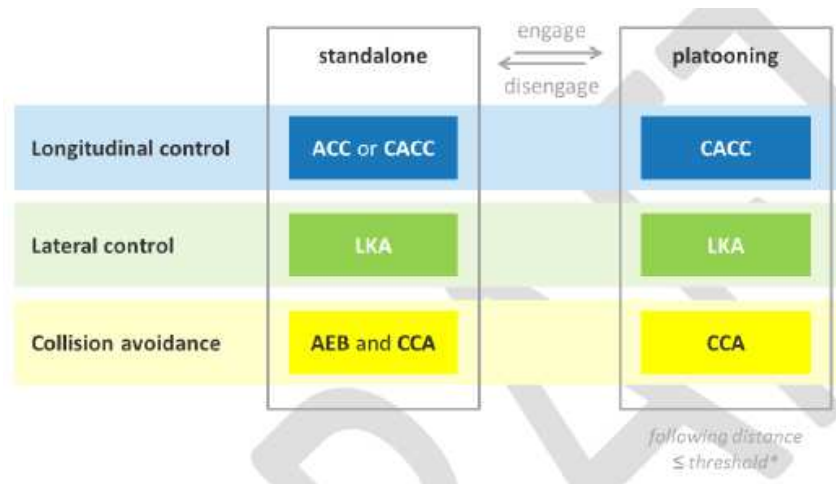 engage
standalone
platooning
disengage
Longitudinal control
ACC or CACC
CACC
Lateral control
LKA
LKA
Collision avoidance
AEB and CCA
CCA
following distance
≤ threshold*